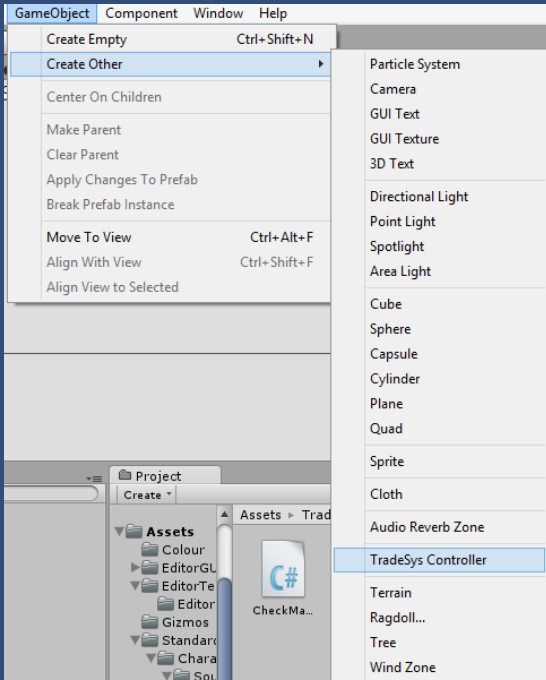 GameObject Component Window Help
Create Empty Ctrl+Shift+N
Create Other
Center On Children
Make Parent
Clear Parent
Apply Changes To Prefab
Break Prefab Instance
Move To View Ctrl+Alt+F
Align With View Ctrl+Shift+F
Align View to Selected
Particle System
Camera
GUI Text
GUI Texture
3D Text
Directional Light
Point Light
Spotlight
Area Light
Cube
Sphere
Capsule
Cylinder
Plane
Quad
Sprite
Cloth
Audio Reverb Zone
TradeSys Controller
Terrain
Ragdoll...
Tree
Wind Zone
Project
Create
Assets
Colour
EditorGU
EditorTe
Editor
Gizmos
Standard
Chara
Sou
Assets Trad
C#
CheckMa...